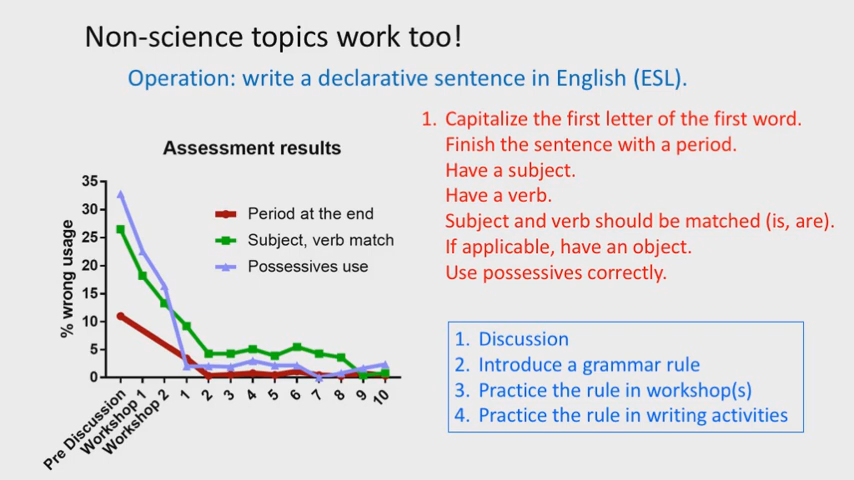 Non-science topics work too!
Operation: write a declarative sentence in English (ESL).
1. Capitalize the first letter of the first word.
Finish the sentence with a period.
Have a subject.
Have a verb.
Subject and verb should be matched (is, are).
If applicable, have an object.
Use possessives correctly.
Assessment results
% wrong usage
35
30
25
20
15
10
5
0
Period at the end
Subject, verb match
Possessives use
Pre Discussion
Workshop 1
Workshop 2
1
2
3
4
5
6
7
8
9
10
1. Discussion
2. Introduce a grammar rule
3. Practice the rule in workshop(s)
4. Practice the rule in writing activities